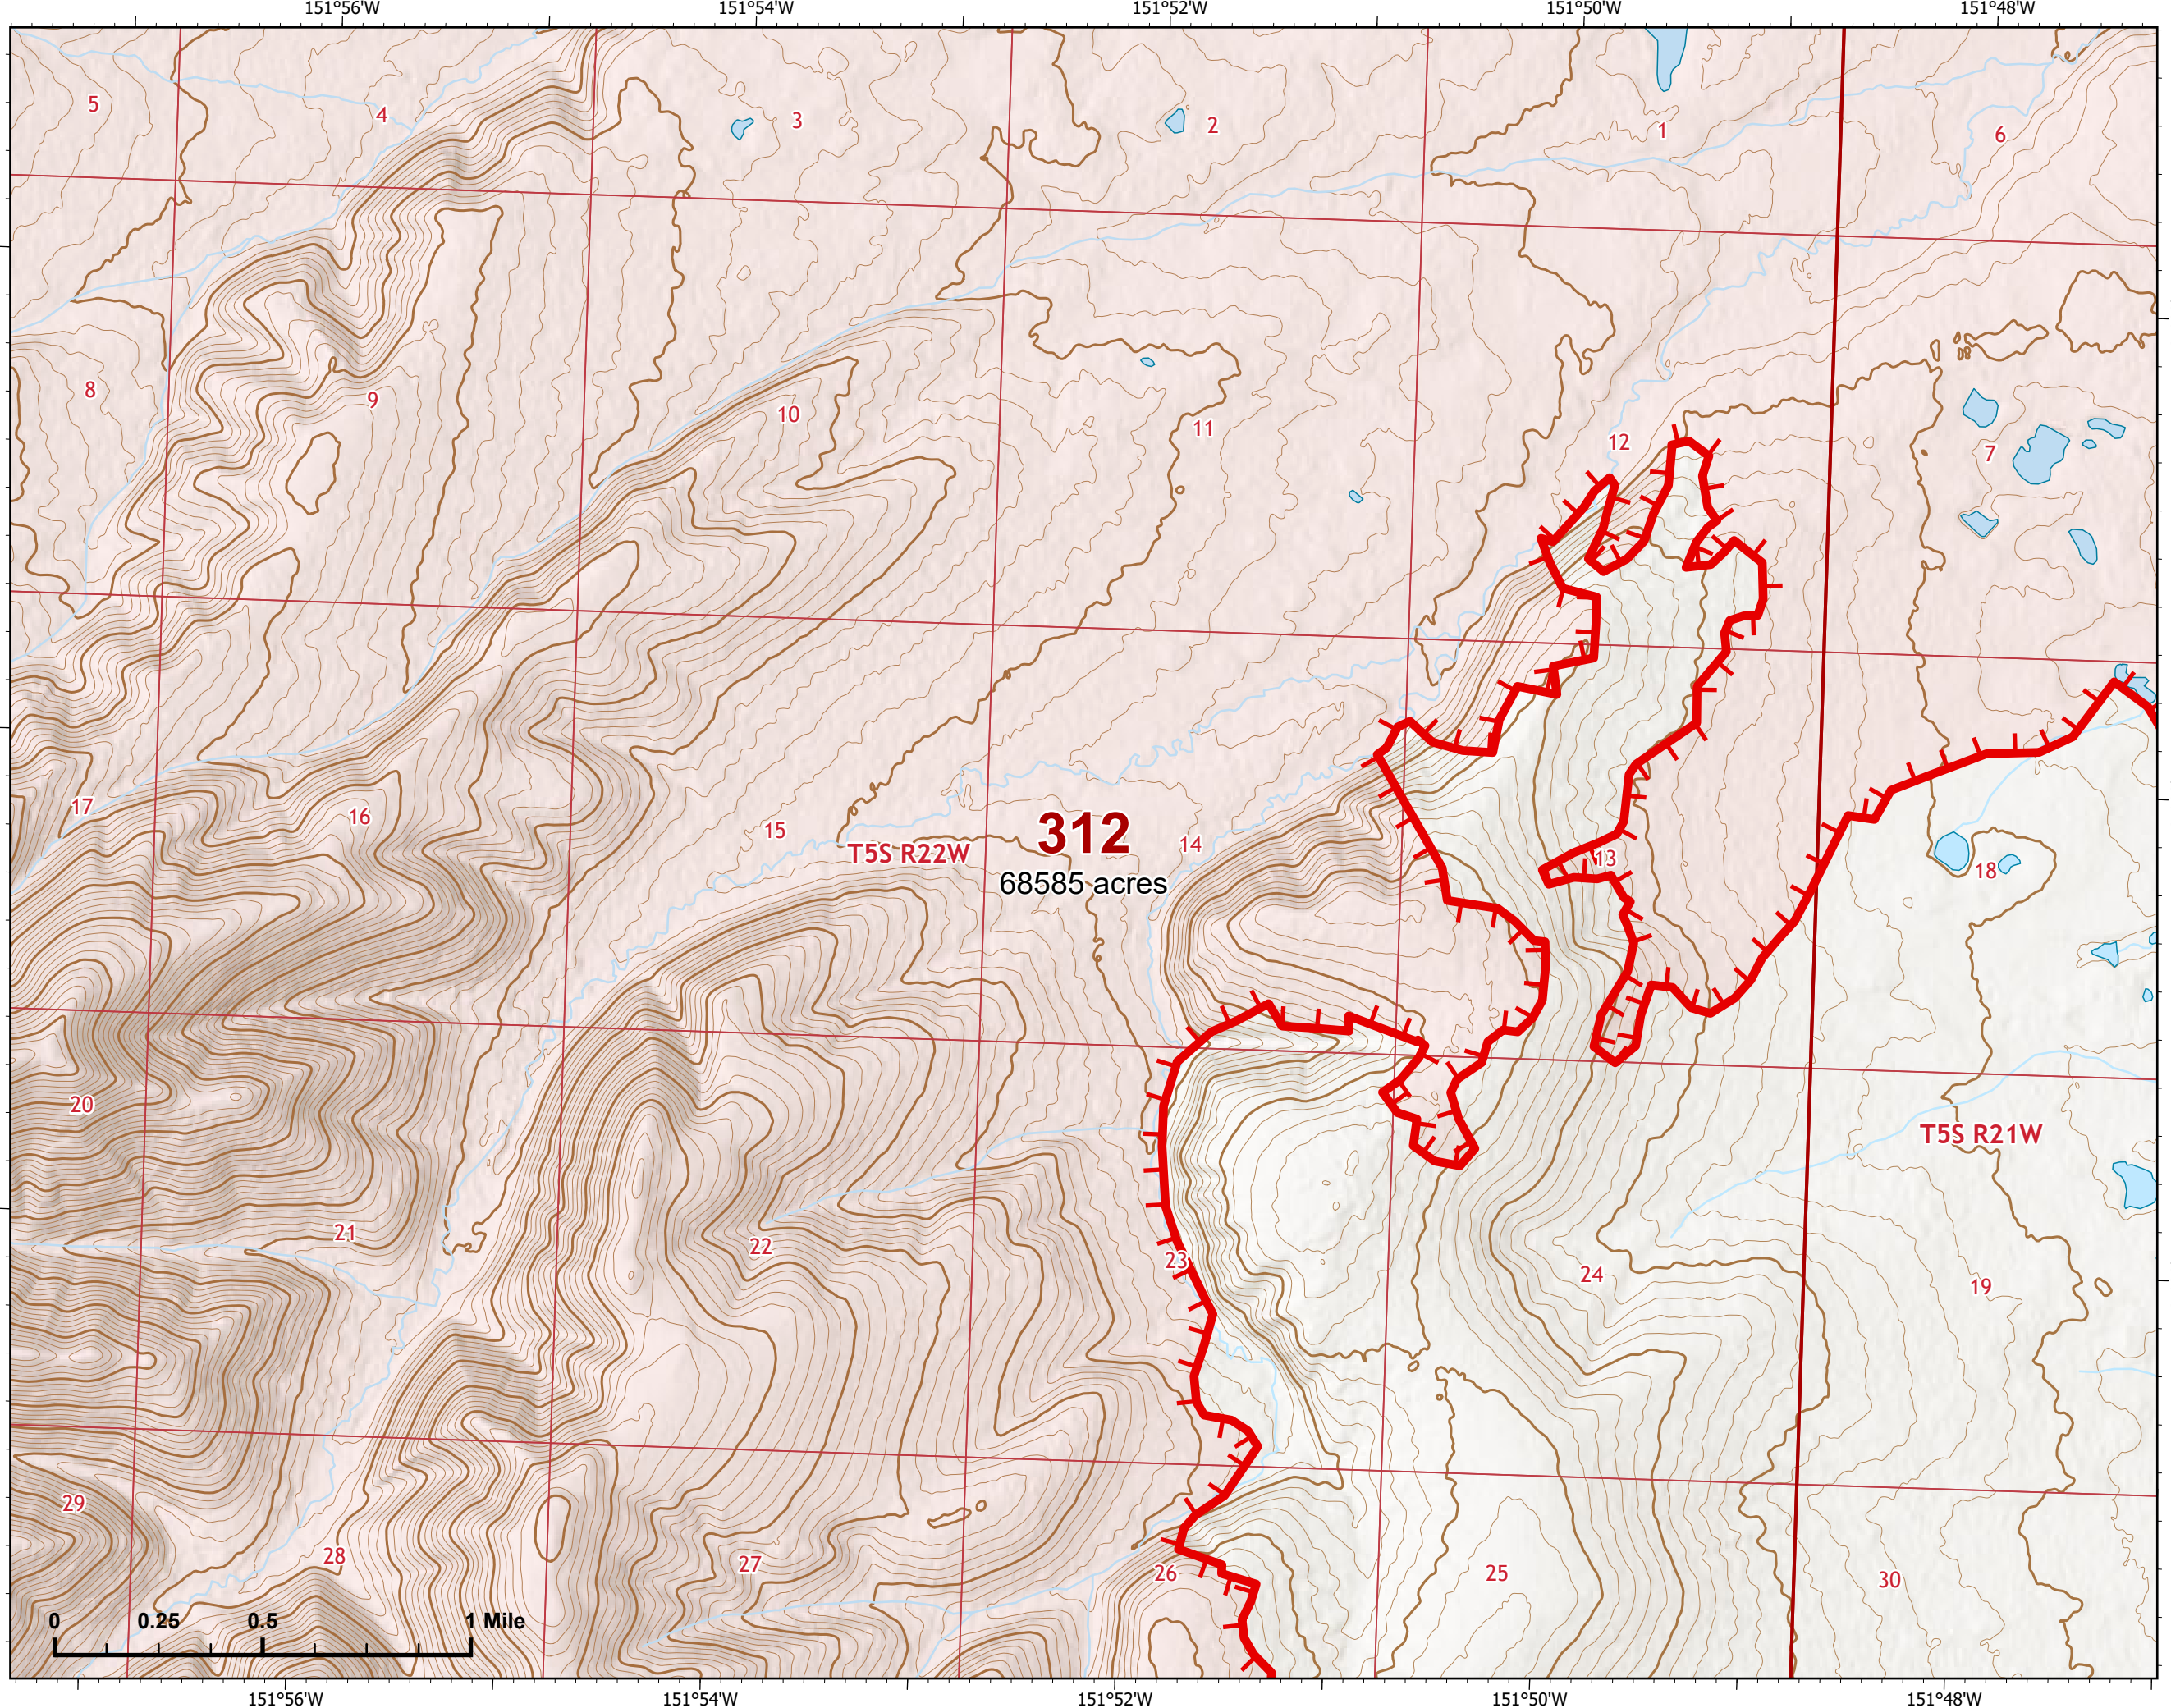 151°56'W 151°54'W 151°52'W 151°50'W 151°48'W
5 4 3 2 1 6
8 9 10 11 12 7
17 16 15 14 13 18
312
68585 acres
T5S R22W
20 21 22 23 24 19
T5S R21W
29 28 27 26 25 30
0 0.25 0.5 1 Mile
151°56'W 151°54'W 151°52'W 151°50'W 151°48'W